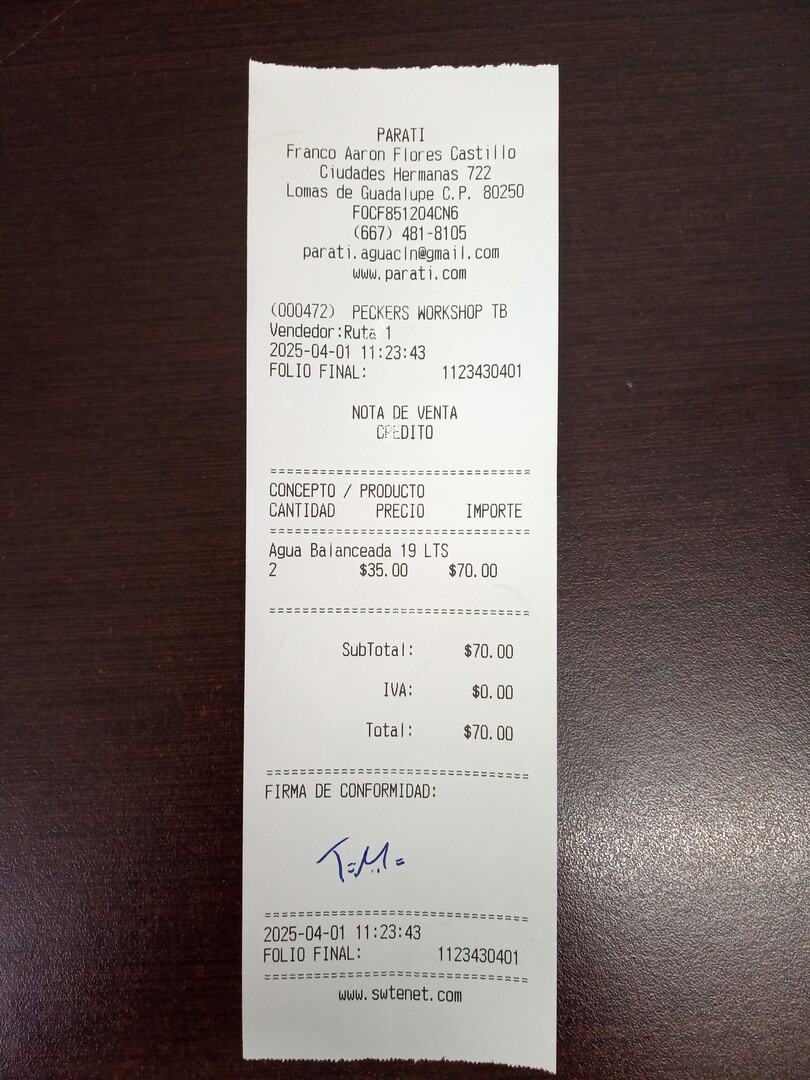 PARATI
Franco Aaron Flores Castillo
Ciudades Hermanas 722
Lomas de Guadalupe C.P. 80250
FOCF851204CN6
(667) 481-8105
parati.aguacln@gmail.com
www.parati.com
(000472) PECKERS WORKSHOP TB
Vendedor:Ruta 1
2025-04-01 11:23:43
FOLIO FINAL: 1123430401
NOTA DE VENTA
CREDITO
================================
CONCEPTO / PRODUCTO
CANTIDAD PRECIO IMPORTE
================================
Agua Balanceada 19 LTS
2 $35.00 $70.00
================================
SubTotal: $70.00
IVA: $0.00
Total: $70.00
================================
FIRMA DE CONFORMIDAD:
================================
2025-04-01 11:23:43
FOLIO FINAL: 1123430401
================================
www.swtenet.com